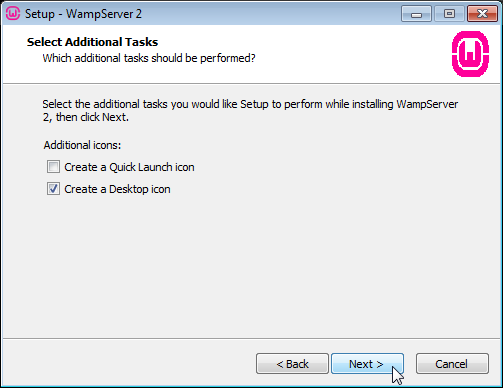 Setup - WampServer 2
Select Additional Tasks
Which additional tasks should be performed?
W
Select the additional tasks you would like Setup to perform while installing WampServer
2, then click Next.
Additional icons:
Create a Quick Launch icon
Create a Desktop icon
< Back
Next >
Cancel